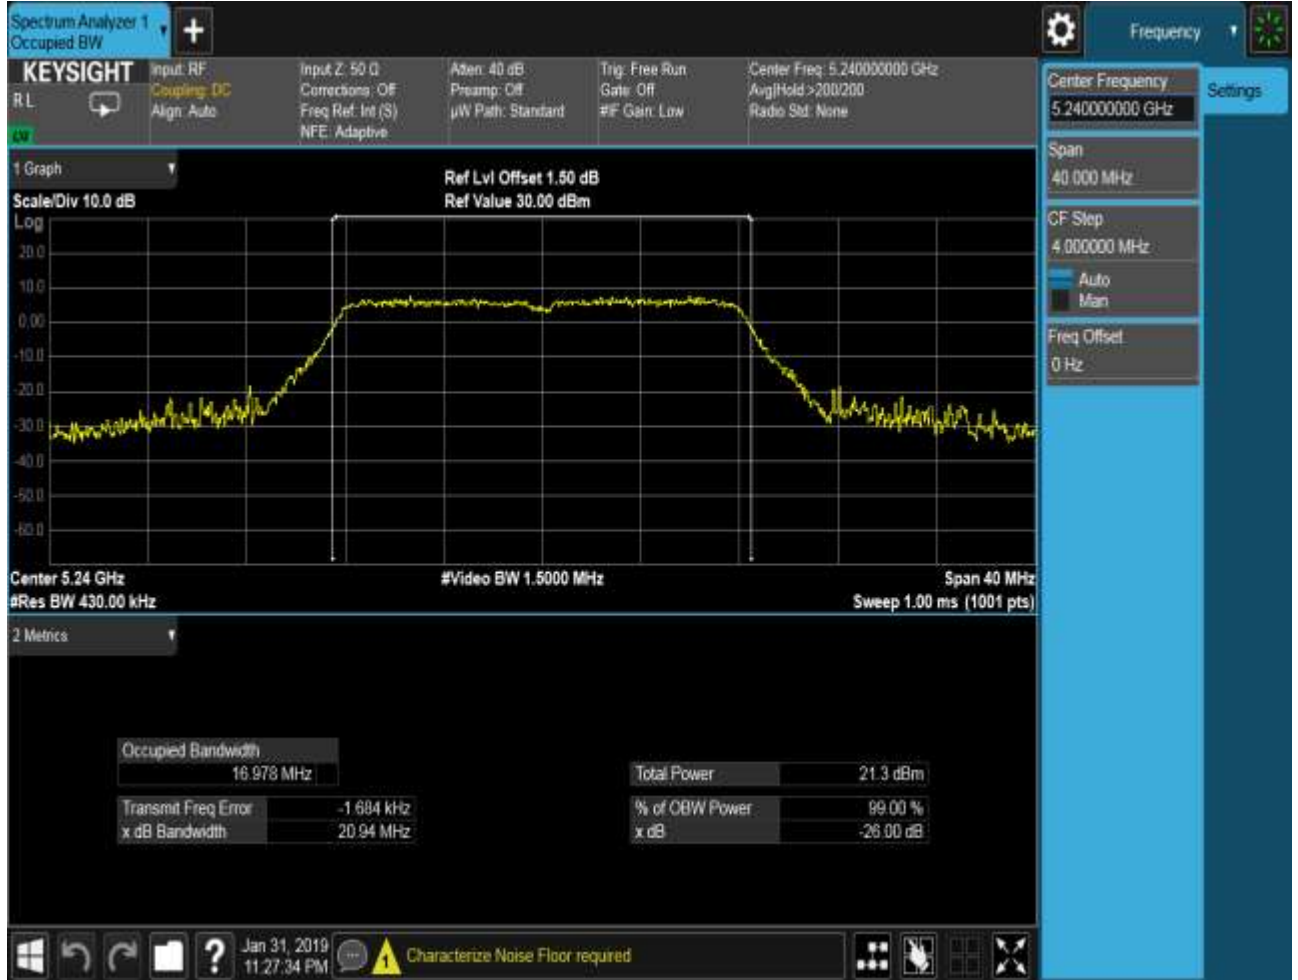 Spectrum Analyzer 1
Occupied BW
+
Frequency
KEYSIGHT
RL
Input: RF
Coupling: DC
Align: Auto
Input Z: 50 Ω
Corrections: Off
Freq Ref: Int (S)
NFE: Adaptive
Atten: 40 dB
Preamp: Off
µW Path: Standard
Trig: Free Run
Gate: Off
#IF Gain: Low
Center Freq: 5.240000000 GHz
Avg|Hold:>200/200
Radio Std: None
Center Frequency
5.240000000 GHz
Settings
Span
40.000 MHz
CF Step
4.000000 MHz
Auto
Man
Freq Offset
0 Hz
1 Graph
Scale/Div 10.0 dB
Ref Lvl Offset 1.50 dB
Ref Value 30.00 dBm
Log
20.0
10.0
0.00
-10.0
-20.0
-30.0
-40.0
-50.0
-60.0
Center 5.24 GHz
#Video BW 1.5000 MHz
Span 40 MHz
#Res BW 430.00 kHz
Sweep 1.00 ms (1001 pts)
2 Metrics
Occupied Bandwidth
16.978 MHz
Total Power 21.3 dBm
Transmit Freq Error -1.684 kHz
% of OBW Power 99.00 %
x dB Bandwidth 20.94 MHz
x dB -26.00 dB
?
Jan 31, 2019
11:27:34 PM
1
Characterize Noise Floor required